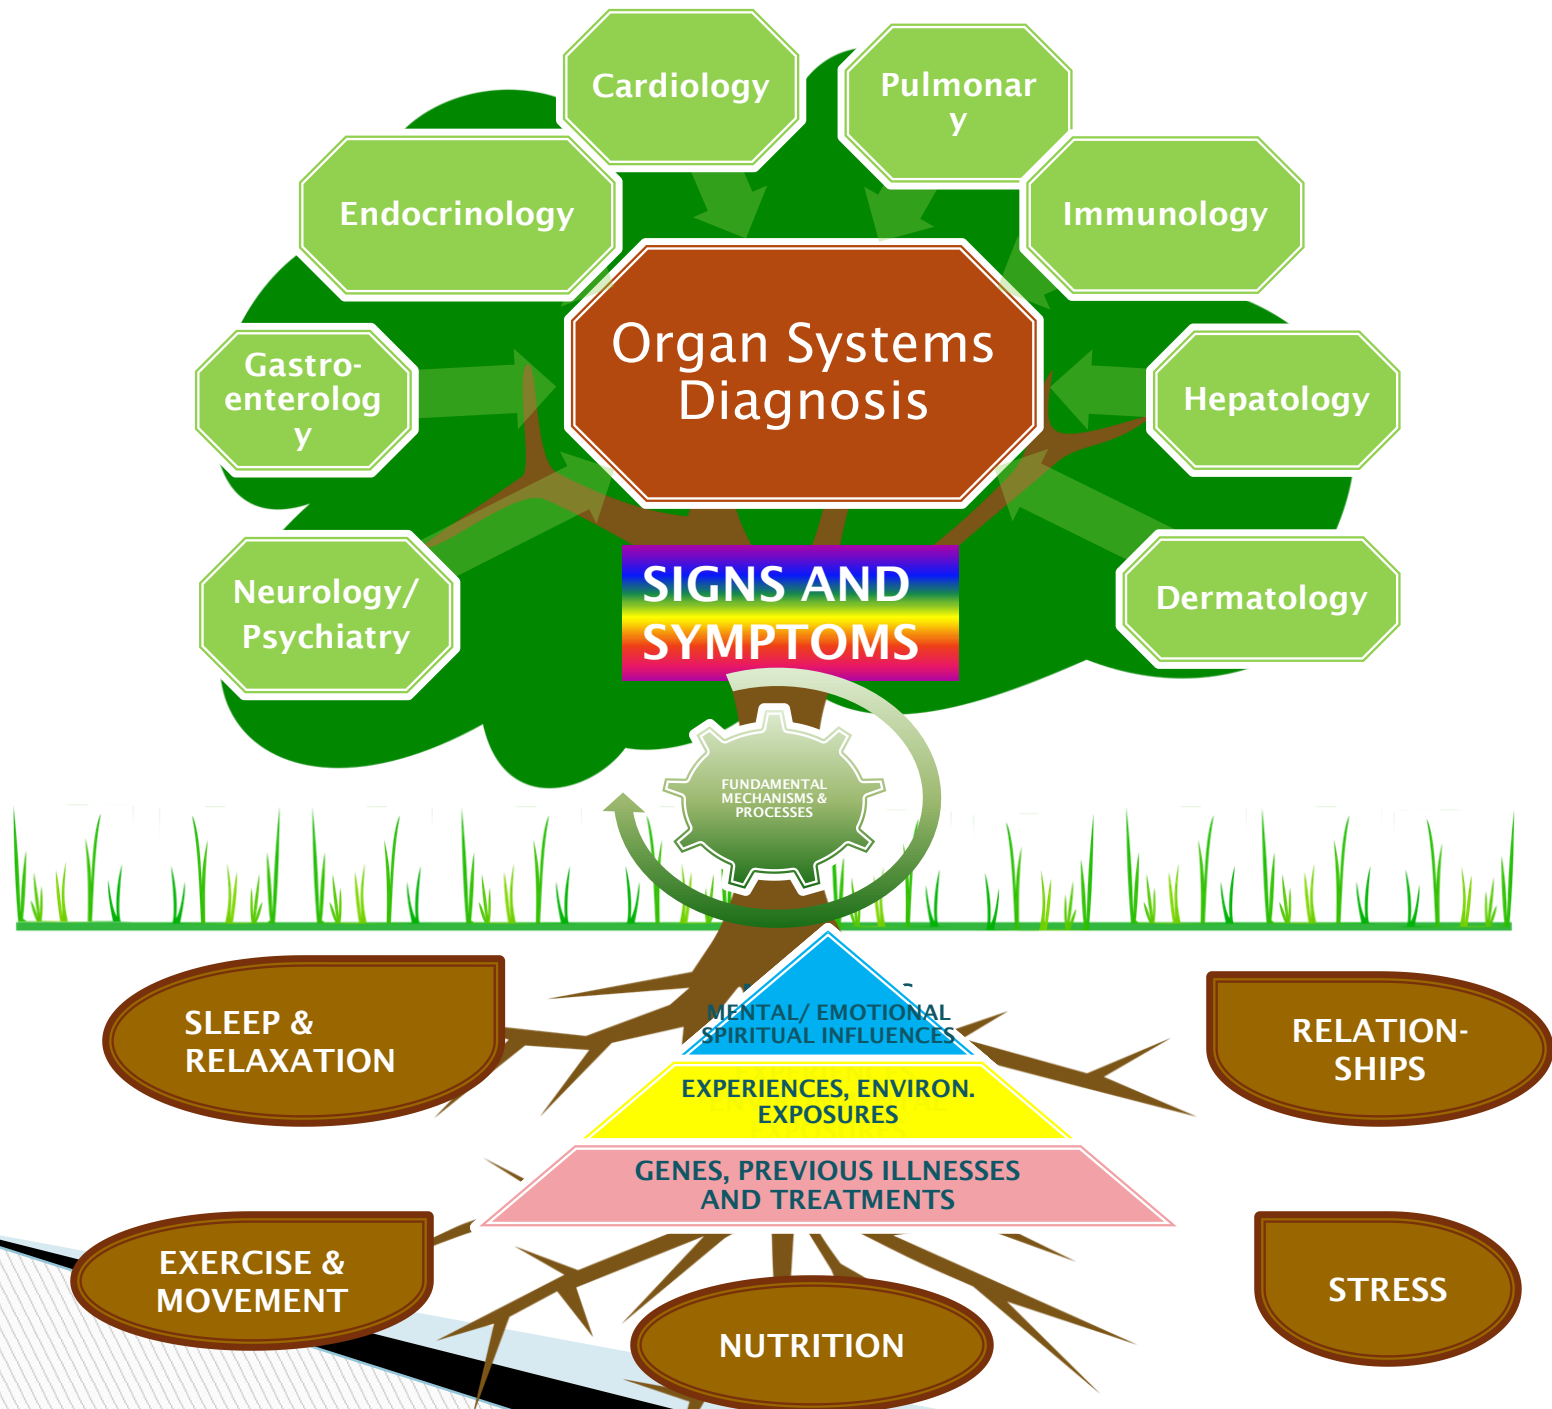 Cardiology
Pulmonar
y
Endocrinology
Immunology
Organ Systems
Diagnosis
Gastro-
enterolog
y
Hepatology
Neurology/
Psychiatry
SIGNS AND
SYMPTOMS
Dermatology
FUNDAMENTAL
MECHANISMS &
PROCESSES
SLEEP &
RELAXATION
MENTAL/ EMOTIONAL
SPIRITUAL INFLUENCES
RELATION-
SHIPS
EXPERIENCES, ENVIRON.
EXPOSURES
GENES, PREVIOUS ILLNESSES
AND TREATMENTS
EXERCISE &
MOVEMENT
STRESS
NUTRITION